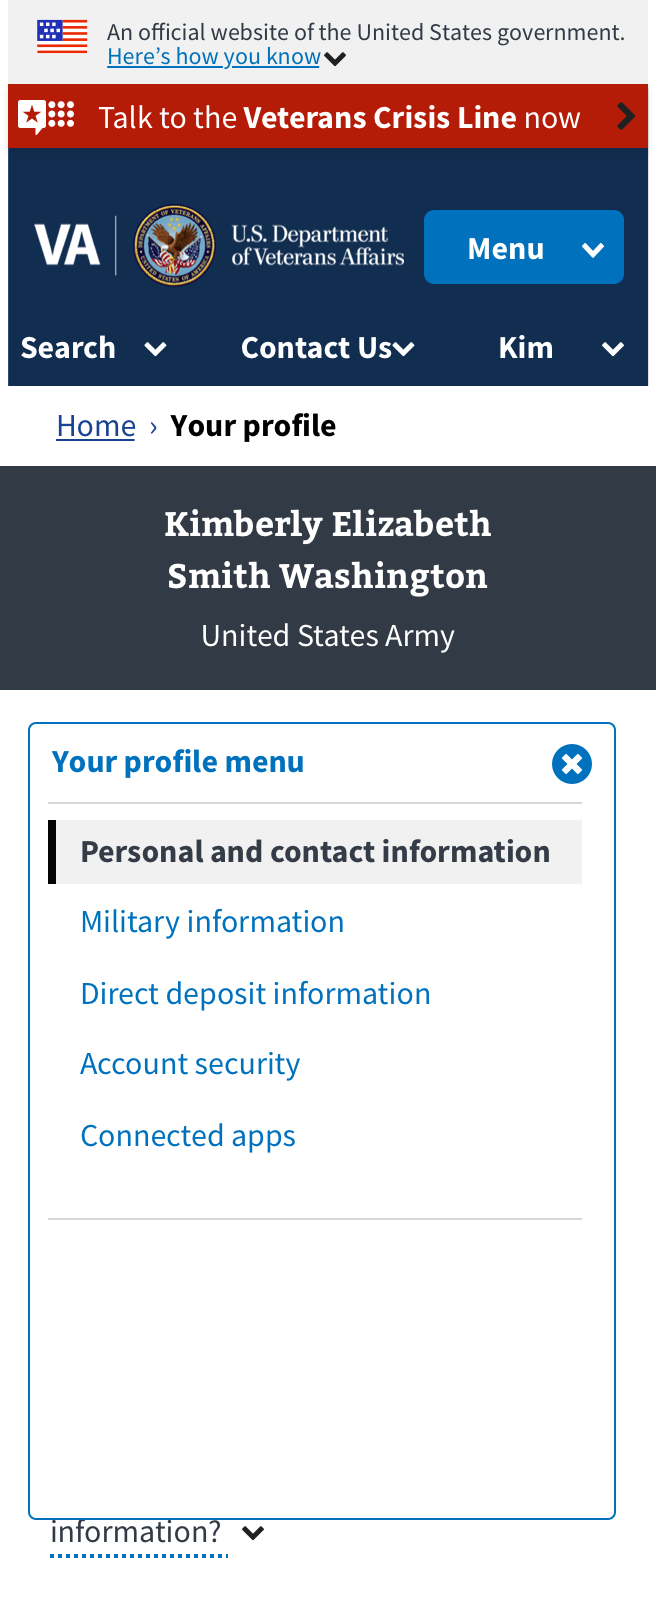 An official website of the United States government.
Here’s how you know
Talk to the Veterans Crisis Line now
VA
U.S. Department
of Veterans Affairs
Menu
Search
Contact Us
Kim
Home › Your profile
Kimberly Elizabeth
Smith Washington
United States Army
Your profile menu
Personal and contact information
Military information
Direct deposit information
Account security
Connected apps
information?